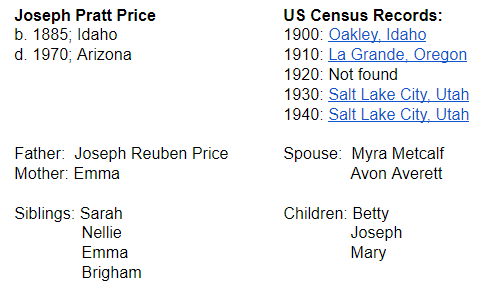 Joseph Pratt Price
b. 1885; Idaho
d. 1970; Arizona
US Census Records:
1900: Oakley, Idaho
1910: La Grande, Oregon
1920: Not found
1930: Salt Lake City, Utah
1940: Salt Lake City, Utah
Father: Joseph Reuben Price
Mother: Emma
Spouse: Myra Metcalf
Avon Averett
Siblings: Sarah
Nellie
Emma
Brigham
Children: Betty
Joseph
Mary